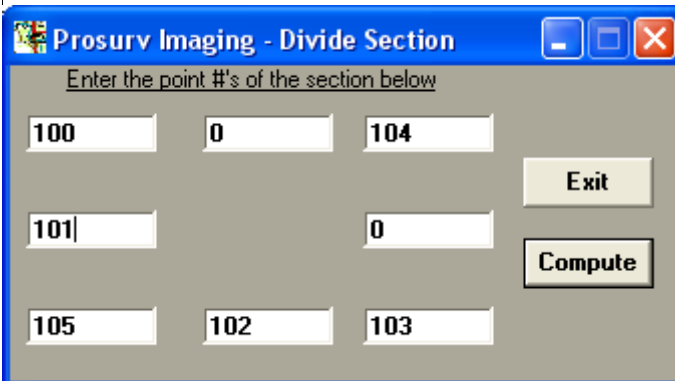 Prosurv Imaging - Divide Section
Enter the point #'s of the section below
100 0 104
Exit
101 0
Compute
105 102 103